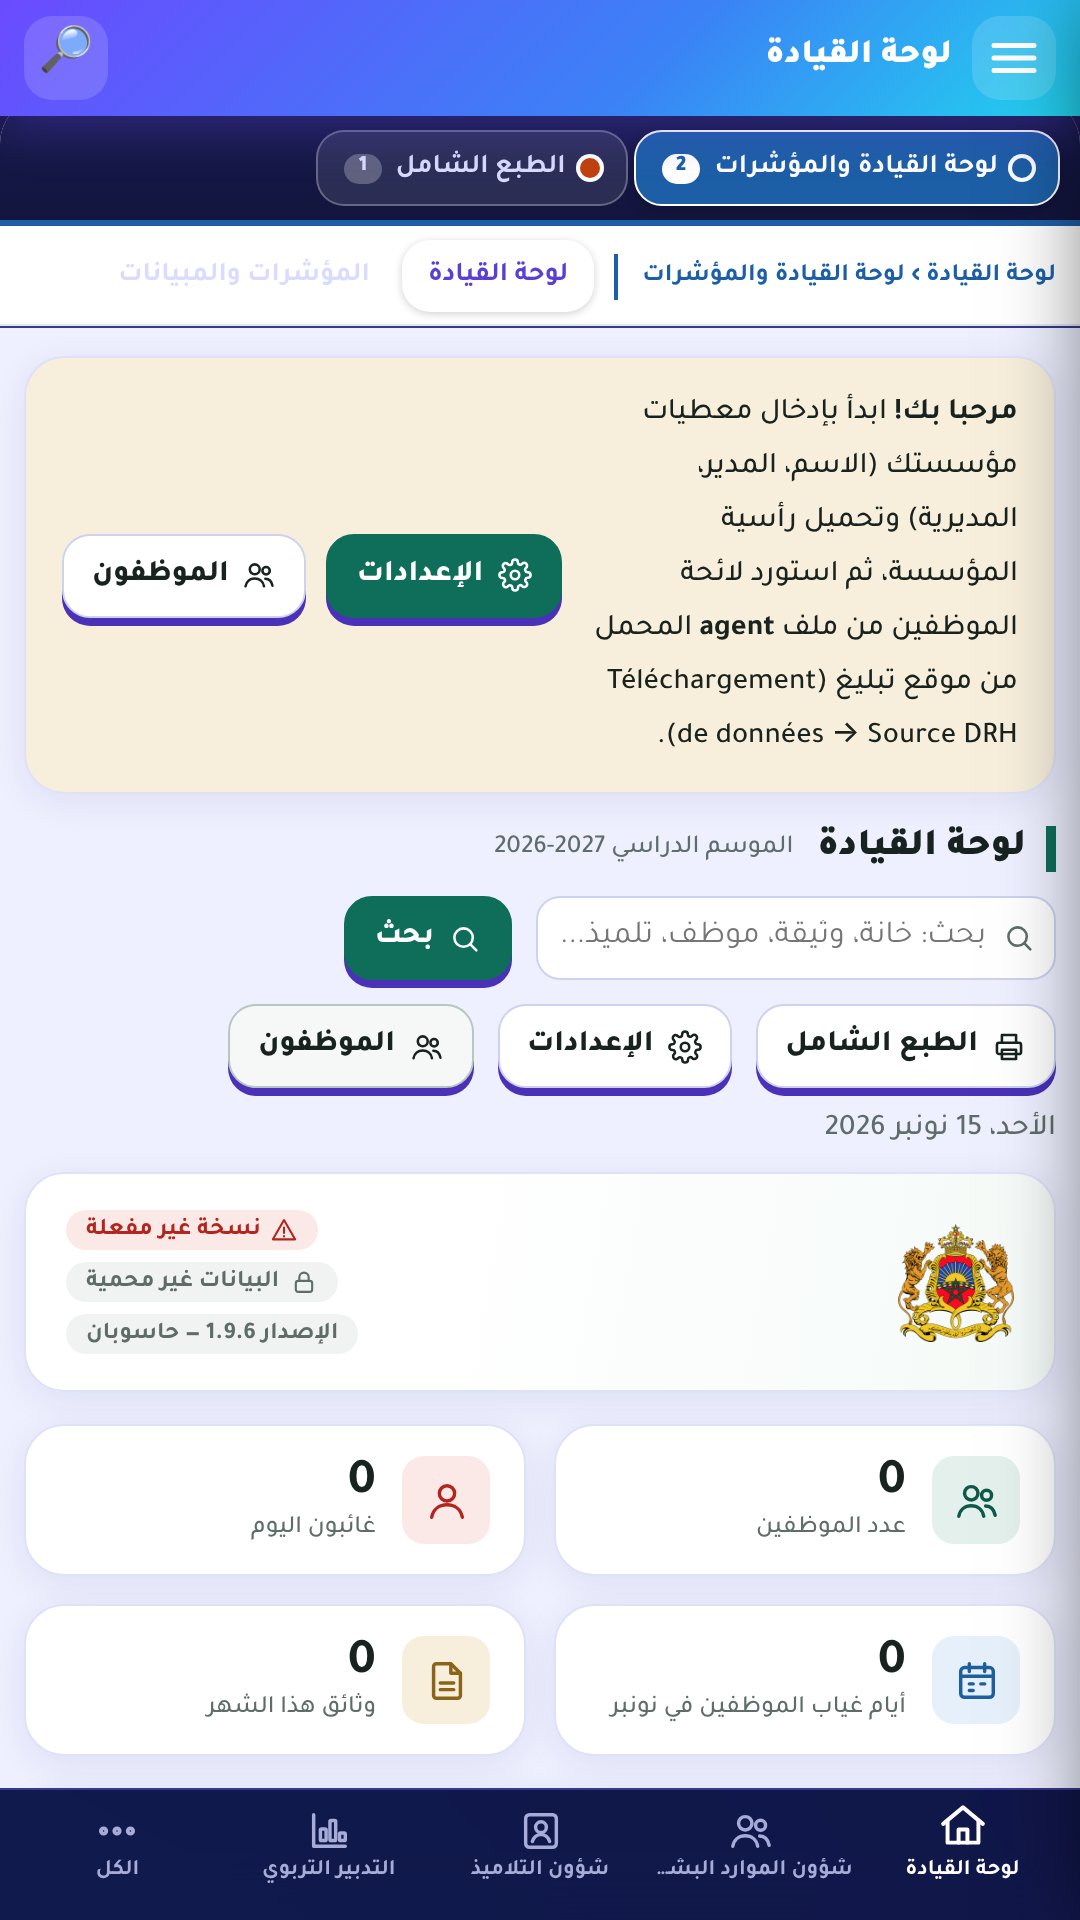 لوحة القيادة
لوحة القيادة والمؤشرات 2
الطبع الشامل 1
لوحة القيادة › لوحة القيادة والمؤشرات
لوحة القيادة
المؤشرات والمبيانات
مرحبا بك! ابدأ بإدخال معطيات
مؤسستك (الاسم، المدير،
المديرية) وتحميل رأسية
المؤسسة، ثم استورد لائحة
الموظفين من ملف agent المحمل
من موقع تبليغ (Téléchargement
de données → Source DRH).
الإعدادات
الموظفون
لوحة القيادة
الموسم الدراسي 2027-2026
بحث: خانة، وثيقة، موظف، تلميذ...
بحث
الطبع الشامل
الإعدادات
الموظفون
الأحد، 15 نونبر 2026
نسخة غير مفعلة
البيانات غير محمية
الإصدار 1.9.6 – حاسوبان
0
عدد الموظفين
0
غائبون اليوم
0
أيام غياب الموظفين في نونبر
0
وثائق هذا الشهر
لوحة القيادة
شؤون الموارد البشـ...
شؤون التلاميذ
التدبير التربوي
الكل